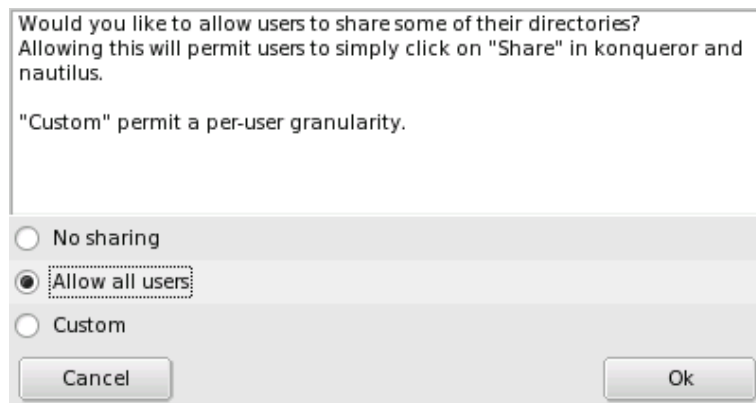 Would you like to allow users to share some of their directories?
Allowing this will permit users to simply click on "Share" in konqueror and
nautilus.
"Custom" permit a per-user granularity.
No sharing
Allow all users
Custom
Cancel
Ok